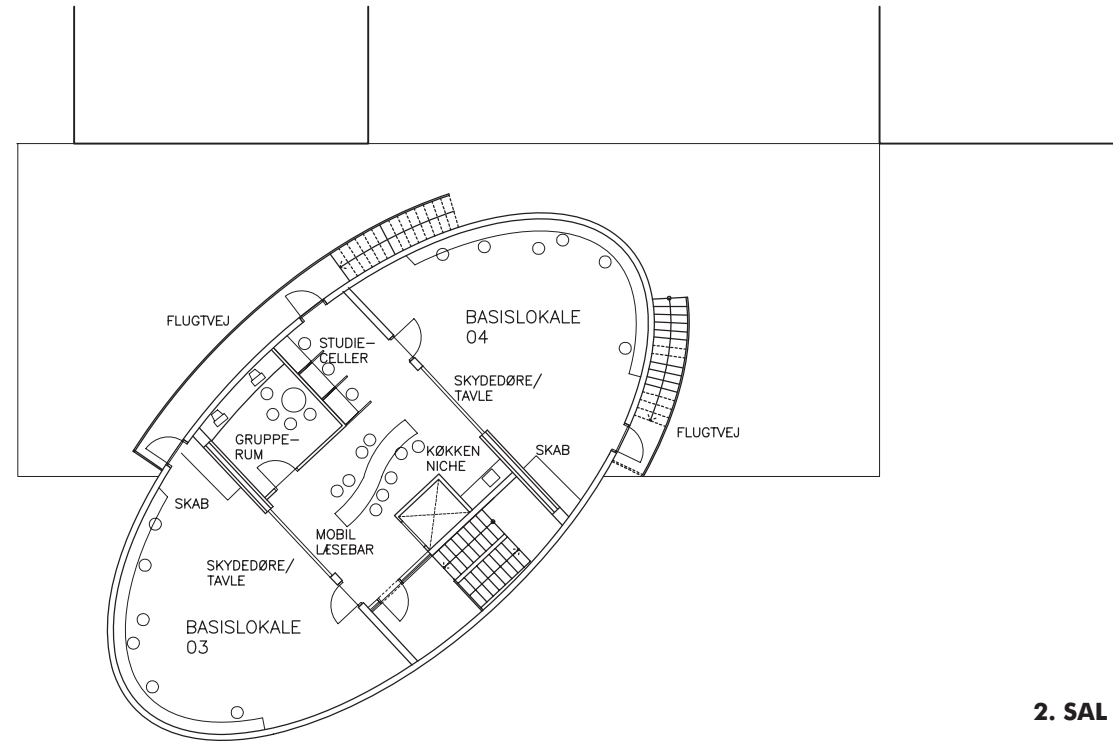 FLUGTVEJ
STUDIE–
CELLER
BASISLOKALE
04
SKYDEDØRE/
TAVLE
GRUPPE–
RUM
KØKKEN
NICHE
SKAB
FLUGTVEJ
SKAB
MOBIL
LÆSEBAR
SKYDEDØRE/
TAVLE
BASISLOKALE
03
2. SAL